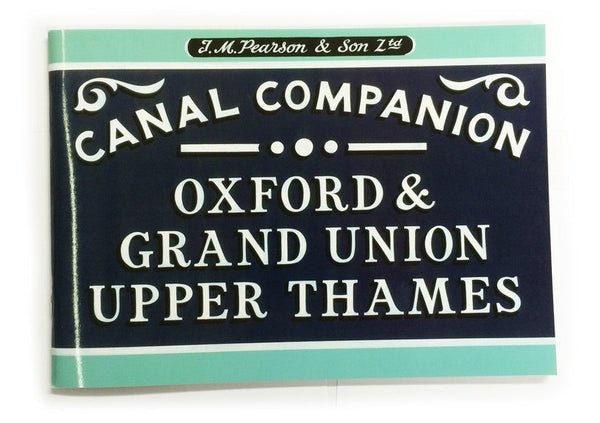 J. M. Pearson & Son Ltd
CANAL COMPANION
OXFORD &
GRAND UNION
UPPER THAMES